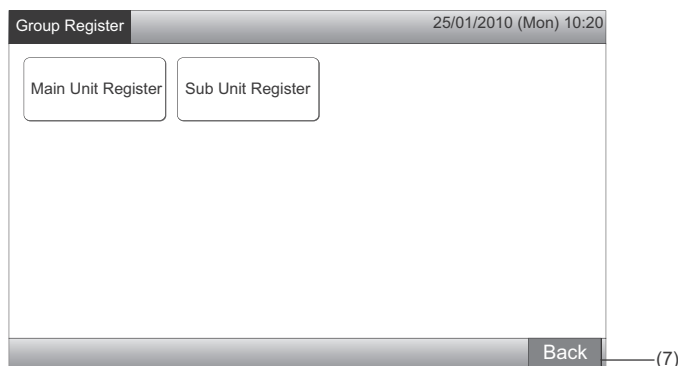 Group Register 25/01/2010 (Mon) 10:20
Main Unit Register Sub Unit Register
Back (7)